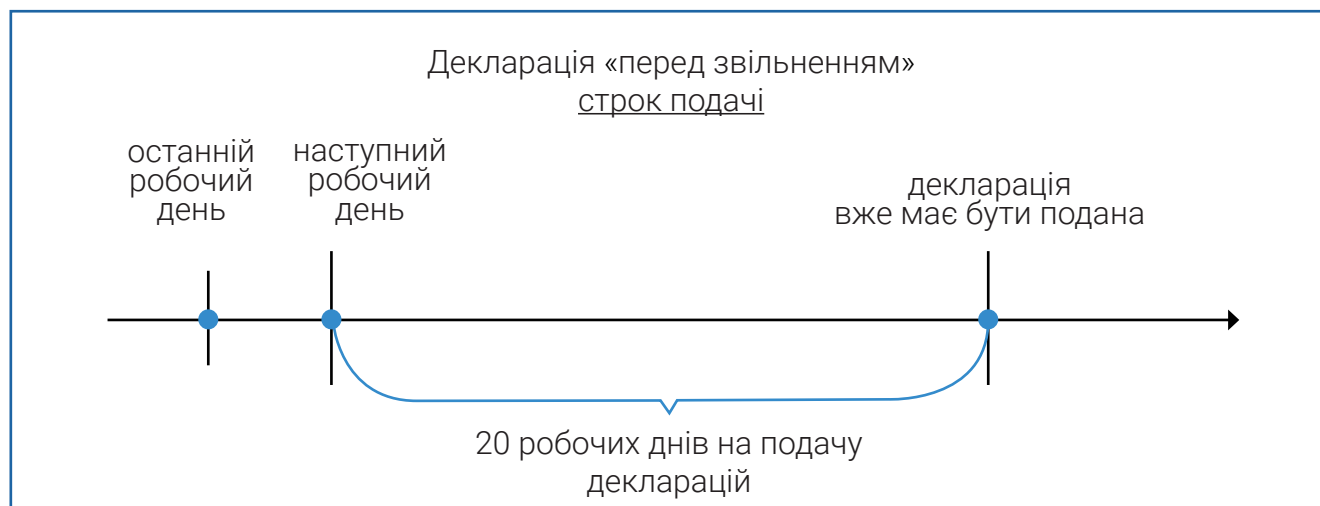 Декларація «перед звільненням»
строк подачі
останній
робочий
день
наступний
робочий
день
декларація
вже має бути подана
20 робочих днів на подачу
декларацій